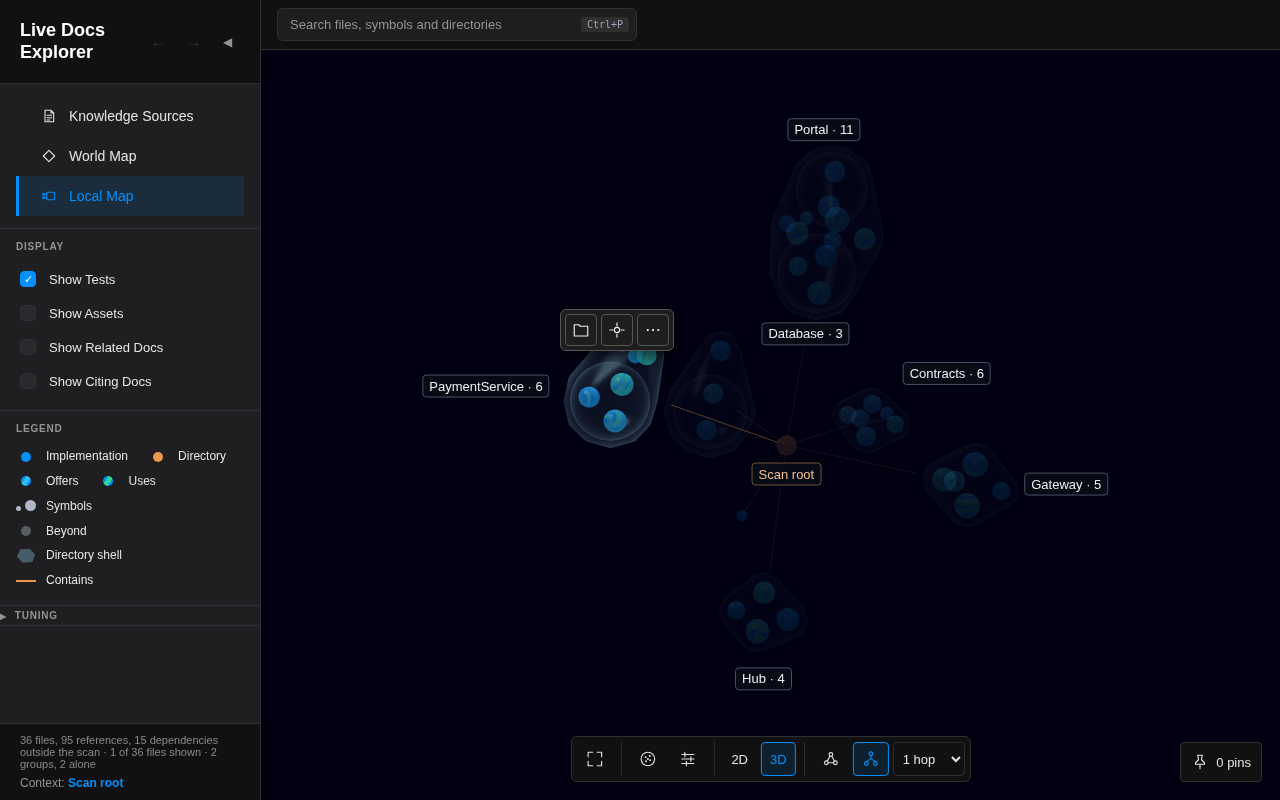 Live Docs
Explorer
Search files, symbols and directories
Ctrl+P
Knowledge Sources
World Map
Local Map
DISPLAY
Show Tests
Show Assets
Show Related Docs
Show Citing Docs
LEGEND
Implementation
Directory
Offers
Uses
Symbols
Beyond
Directory shell
Contains
TUNING
36 files, 95 references, 15 dependencies
outside the scan · 1 of 36 files shown · 2
groups, 2 alone
Context: Scan root
Portal · 11
Database · 3
Contracts · 6
PaymentService · 6
Scan root
Gateway · 5
Hub · 4
2D
3D
1 hop
0 pins